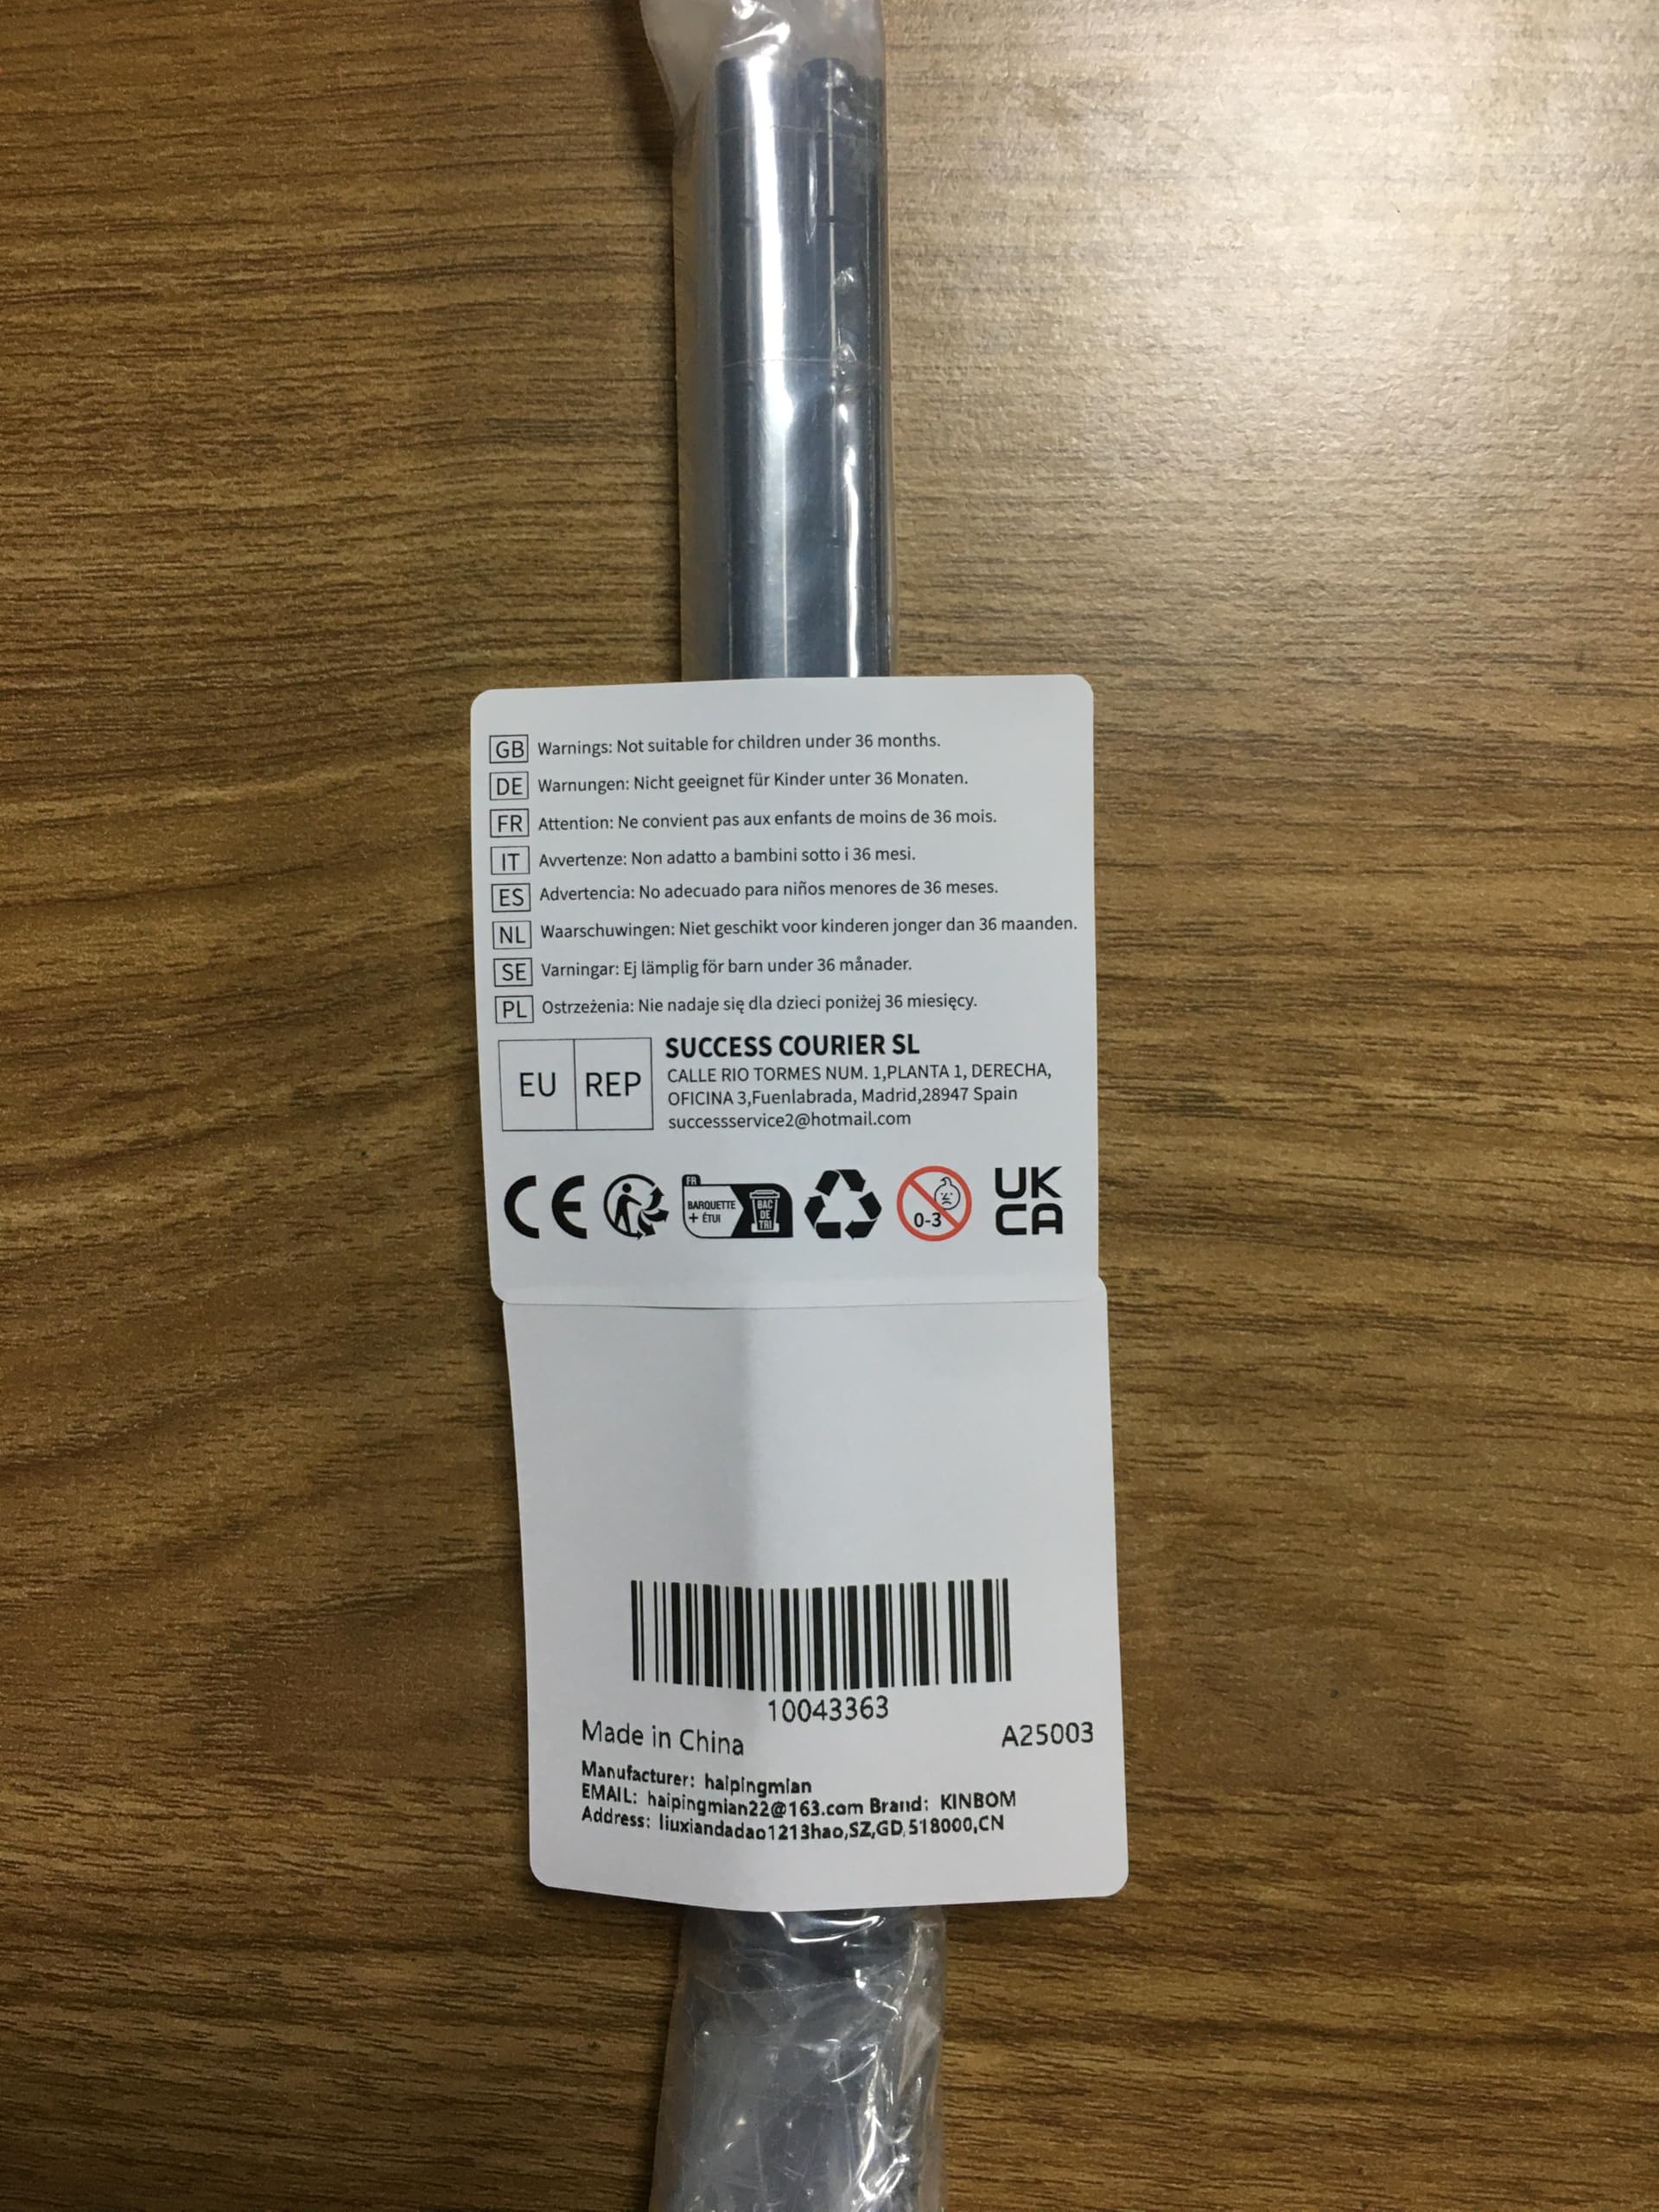 GB Warnings: Not suitable for children under 36 months.
DE Warnungen: Nicht geeignet für Kinder unter 36 Monaten.
FR Attention: Ne convient pas aux enfants de moins de 36 mois.
IT Avvertenze: Non adatto a bambini sotto i 36 mesi.
ES Advertencia: No adecuado para niños menores de 36 meses.
NL Waarschuwingen: Niet geschikt voor kinderen jonger dan 36 maanden.
SE Varningar: Ej lämplig för barn under 36 månader.
PL Ostrzeżenia: Nie nadaje się dla dzieci poniżej 36 miesięcy.
EU REP
SUCCESS COURIER SL
CALLE RIO TORMES NUM. 1,PLANTA 1, DERECHA,
OFICINA 3,Fuenlabrada, Madrid,28947 Spain
successservice2@hotmail.com
CE
FR
BARQUETTE
+ ÉTUI
BAC
DE
TRI
0-3
UK
CA
10043363
Made in China
A25003
Manufacturer: haipingmian
EMAIL: haipingmian22@163.com Brand: KINBOM
Address: liuxiandadao1213hao,SZ,GD,518000,CN